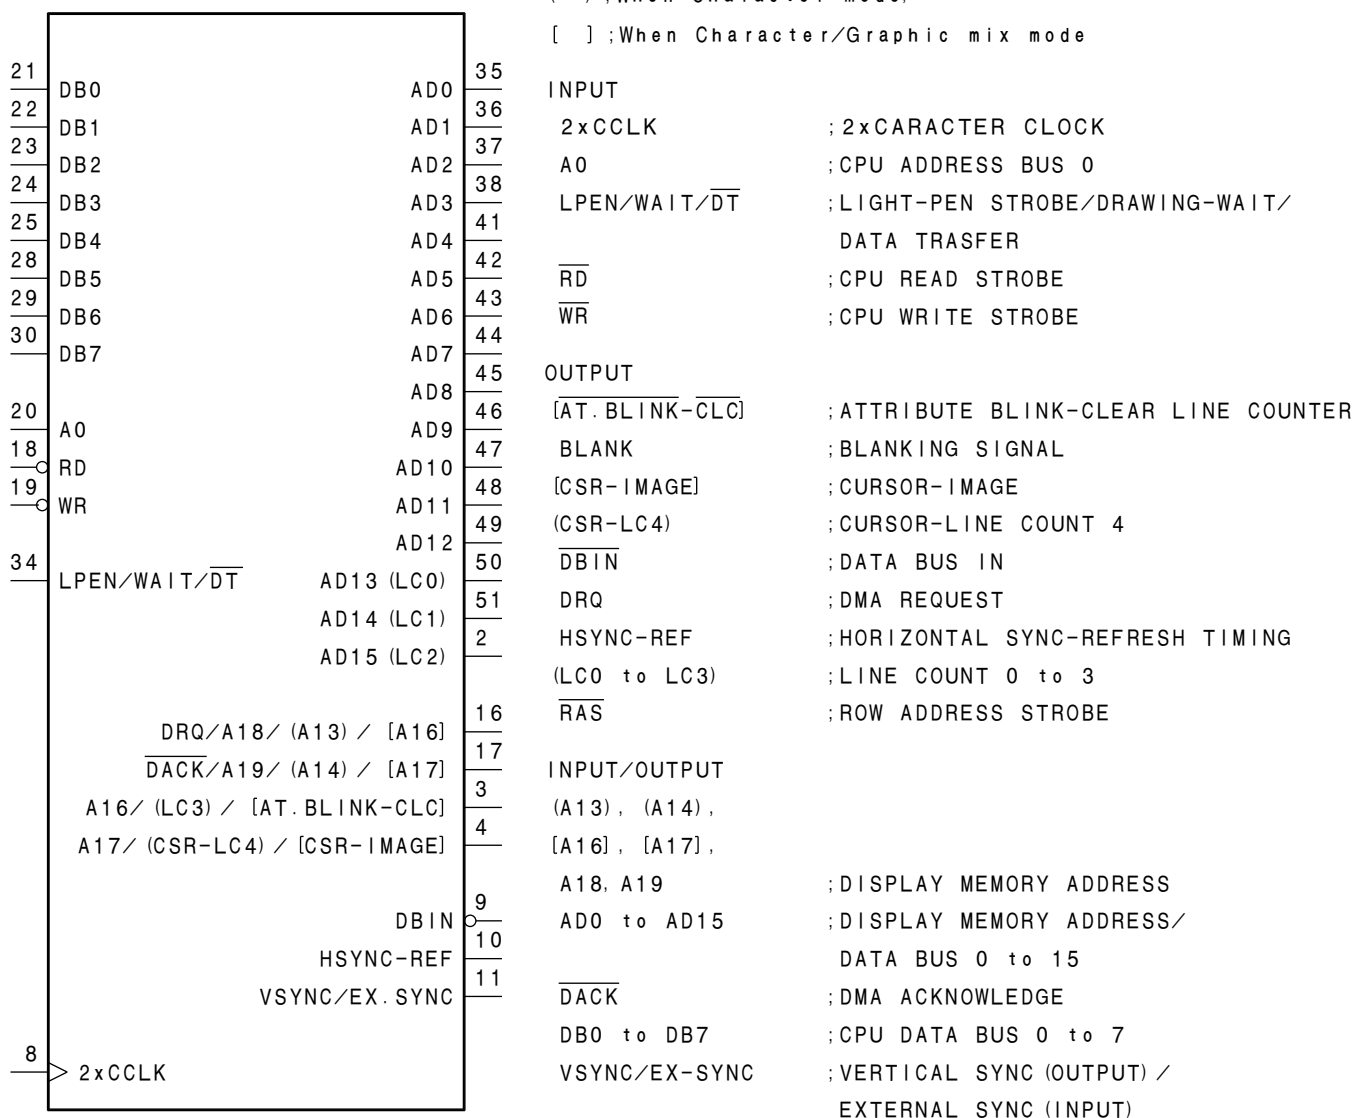 ( ) ;When Character mode,
[ ] ;When Character/Graphic mix mode
21 DB0 AD0 35
22 DB1 AD1 36
23 DB2 AD2 37
24 DB3 AD3 38
25 DB4 AD4 41
28 DB5 AD5 42
29 DB6 AD6 43
30 DB7 AD7 44
AD8 45
20 A0 AD9 46
18 RD AD10 47
19 WR AD11 48
AD12 49
34 LPEN/WAIT/DT AD13 (LC0) 50
AD14 (LC1) 51
AD15 (LC2) 2
DRQ/A18/ (A13) / [A16] 16
DACK/A19/ (A14) / [A17] 17
A16/ (LC3) / [AT.BLINK-CLC] 3
A17/ (CSR-LC4) / [CSR-IMAGE] 4
DBIN 9
HSYNC-REF 10
VSYNC/EX.SYNC 11
8 2xCCLK
INPUT
2xCCLK ;2xCARACTER CLOCK
A0 ;CPU ADDRESS BUS 0
LPEN/WAIT/DT ;LIGHT-PEN STROBE/DRAWING-WAIT/
DATA TRASFER
RD ;CPU READ STROBE
WR ;CPU WRITE STROBE
OUTPUT
[AT.BLINK-CLC] ;ATTRIBUTE BLINK-CLEAR LINE COUNTER
BLANK ;BLANKING SIGNAL
[CSR-IMAGE] ;CURSOR-IMAGE
(CSR-LC4) ;CURSOR-LINE COUNT 4
DBIN ;DATA BUS IN
DRQ ;DMA REQUEST
HSYNC-REF ;HORIZONTAL SYNC-REFRESH TIMING
(LC0 to LC3) ;LINE COUNT 0 to 3
RAS ;ROW ADDRESS STROBE
INPUT/OUTPUT
(A13), (A14),
[A16], [A17],
A18, A19 ;DISPLAY MEMORY ADDRESS
AD0 to AD15 ;DISPLAY MEMORY ADDRESS/
DATA BUS 0 to 15
DACK ;DMA ACKNOWLEDGE
DB0 to DB7 ;CPU DATA BUS 0 to 7
VSYNC/EX-SYNC ;VERTICAL SYNC (OUTPUT) /
EXTERNAL SYNC (INPUT)